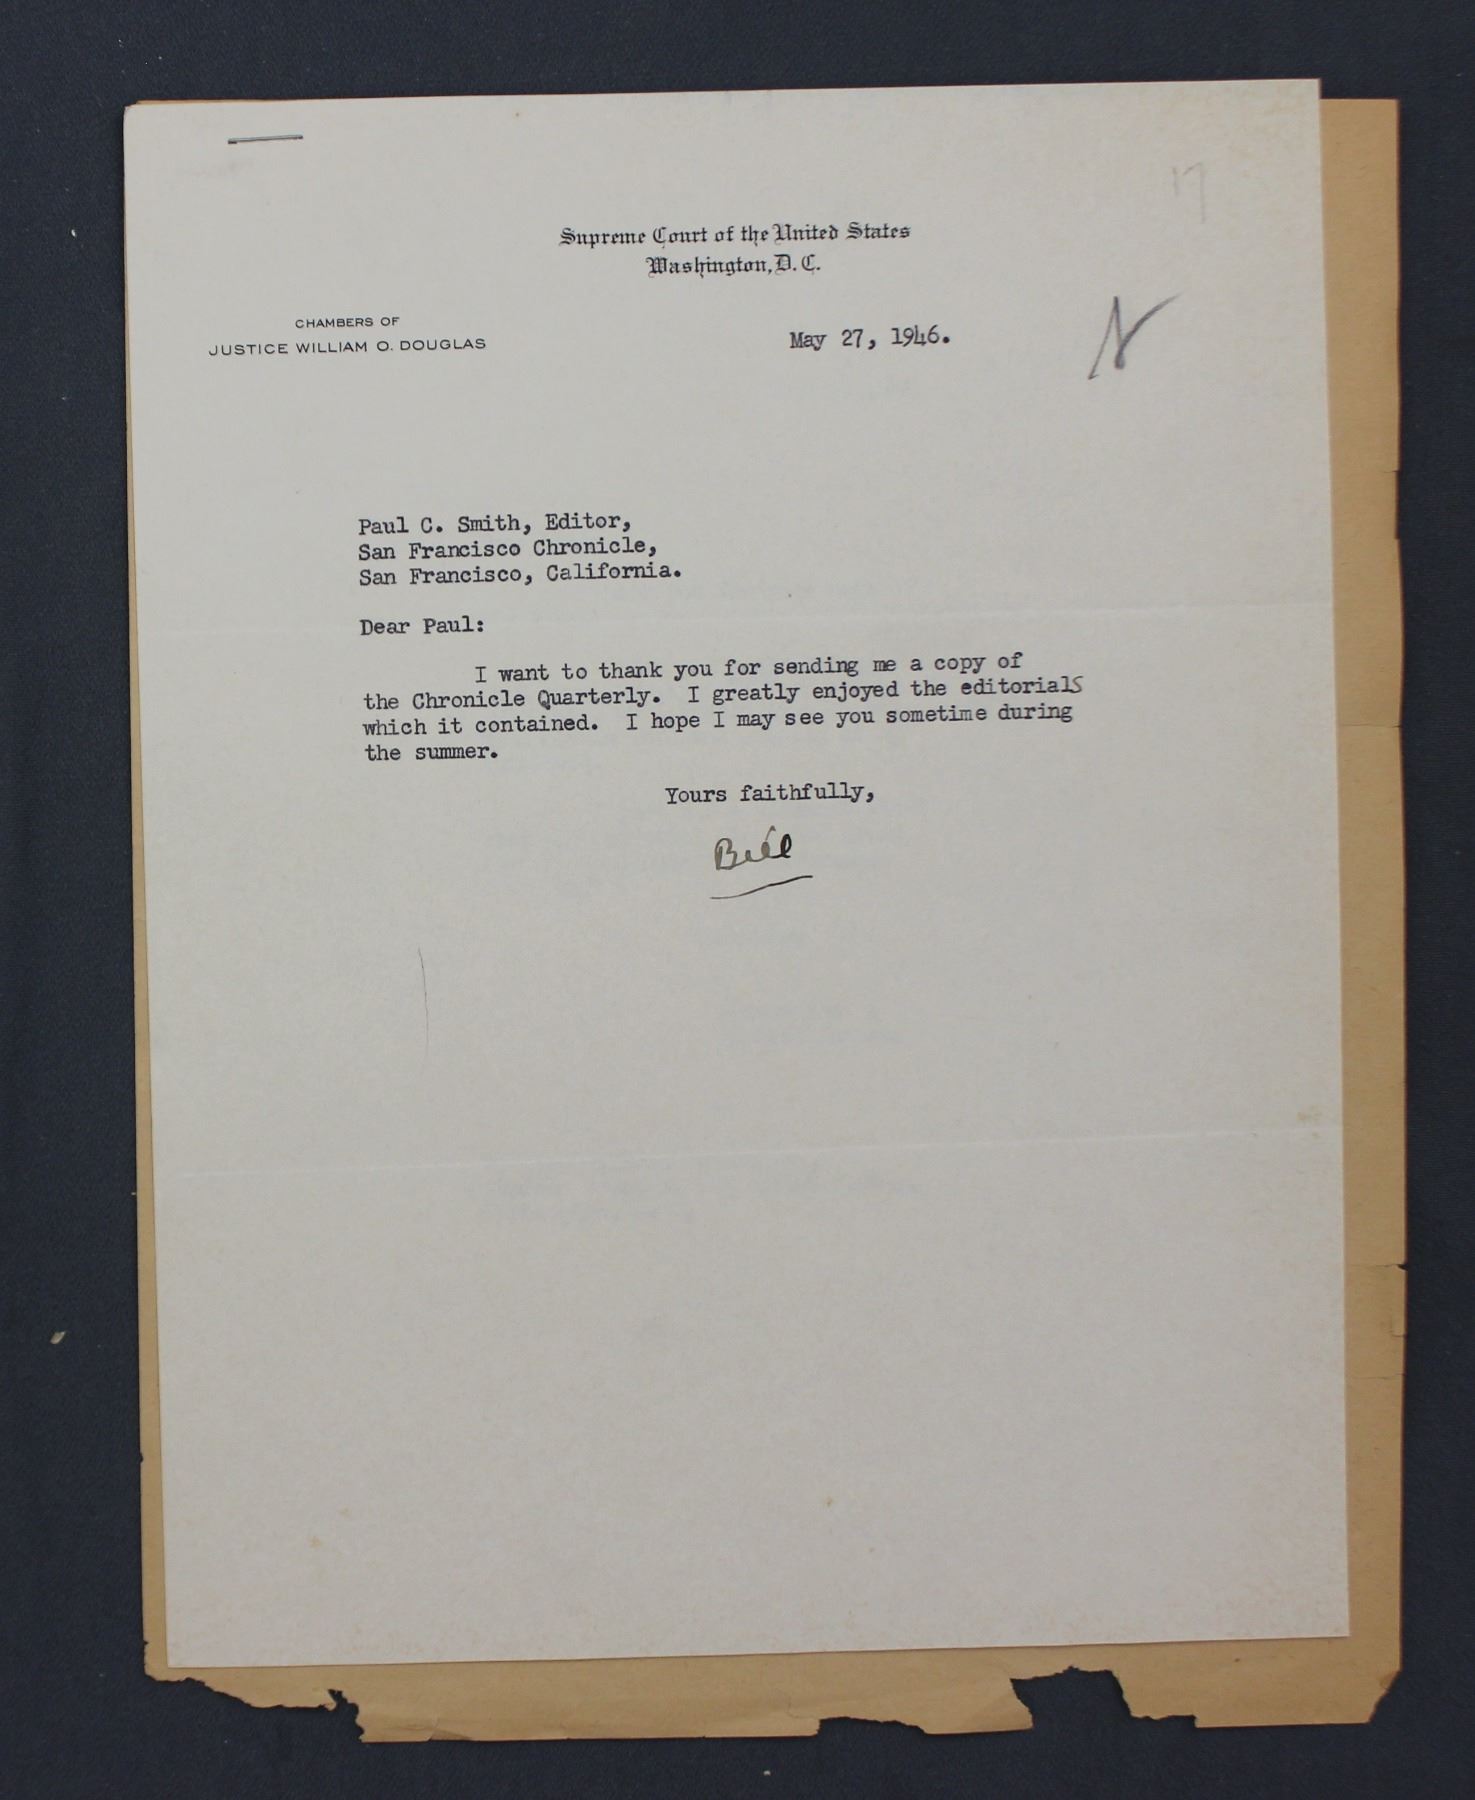 17
Supreme Court of the United States
Washington, D. C.
CHAMBERS OF
JUSTICE WILLIAM O. DOUGLAS
May 27, 1946.
Paul C. Smith, Editor,
San Francisco Chronicle,
San Francisco, California.
Dear Paul:
I want to thank you for sending me a copy of
the Chronicle Quarterly. I greatly enjoyed the editorials
which it contained. I hope I may see you sometime during
the summer.
Yours faithfully,
Bill